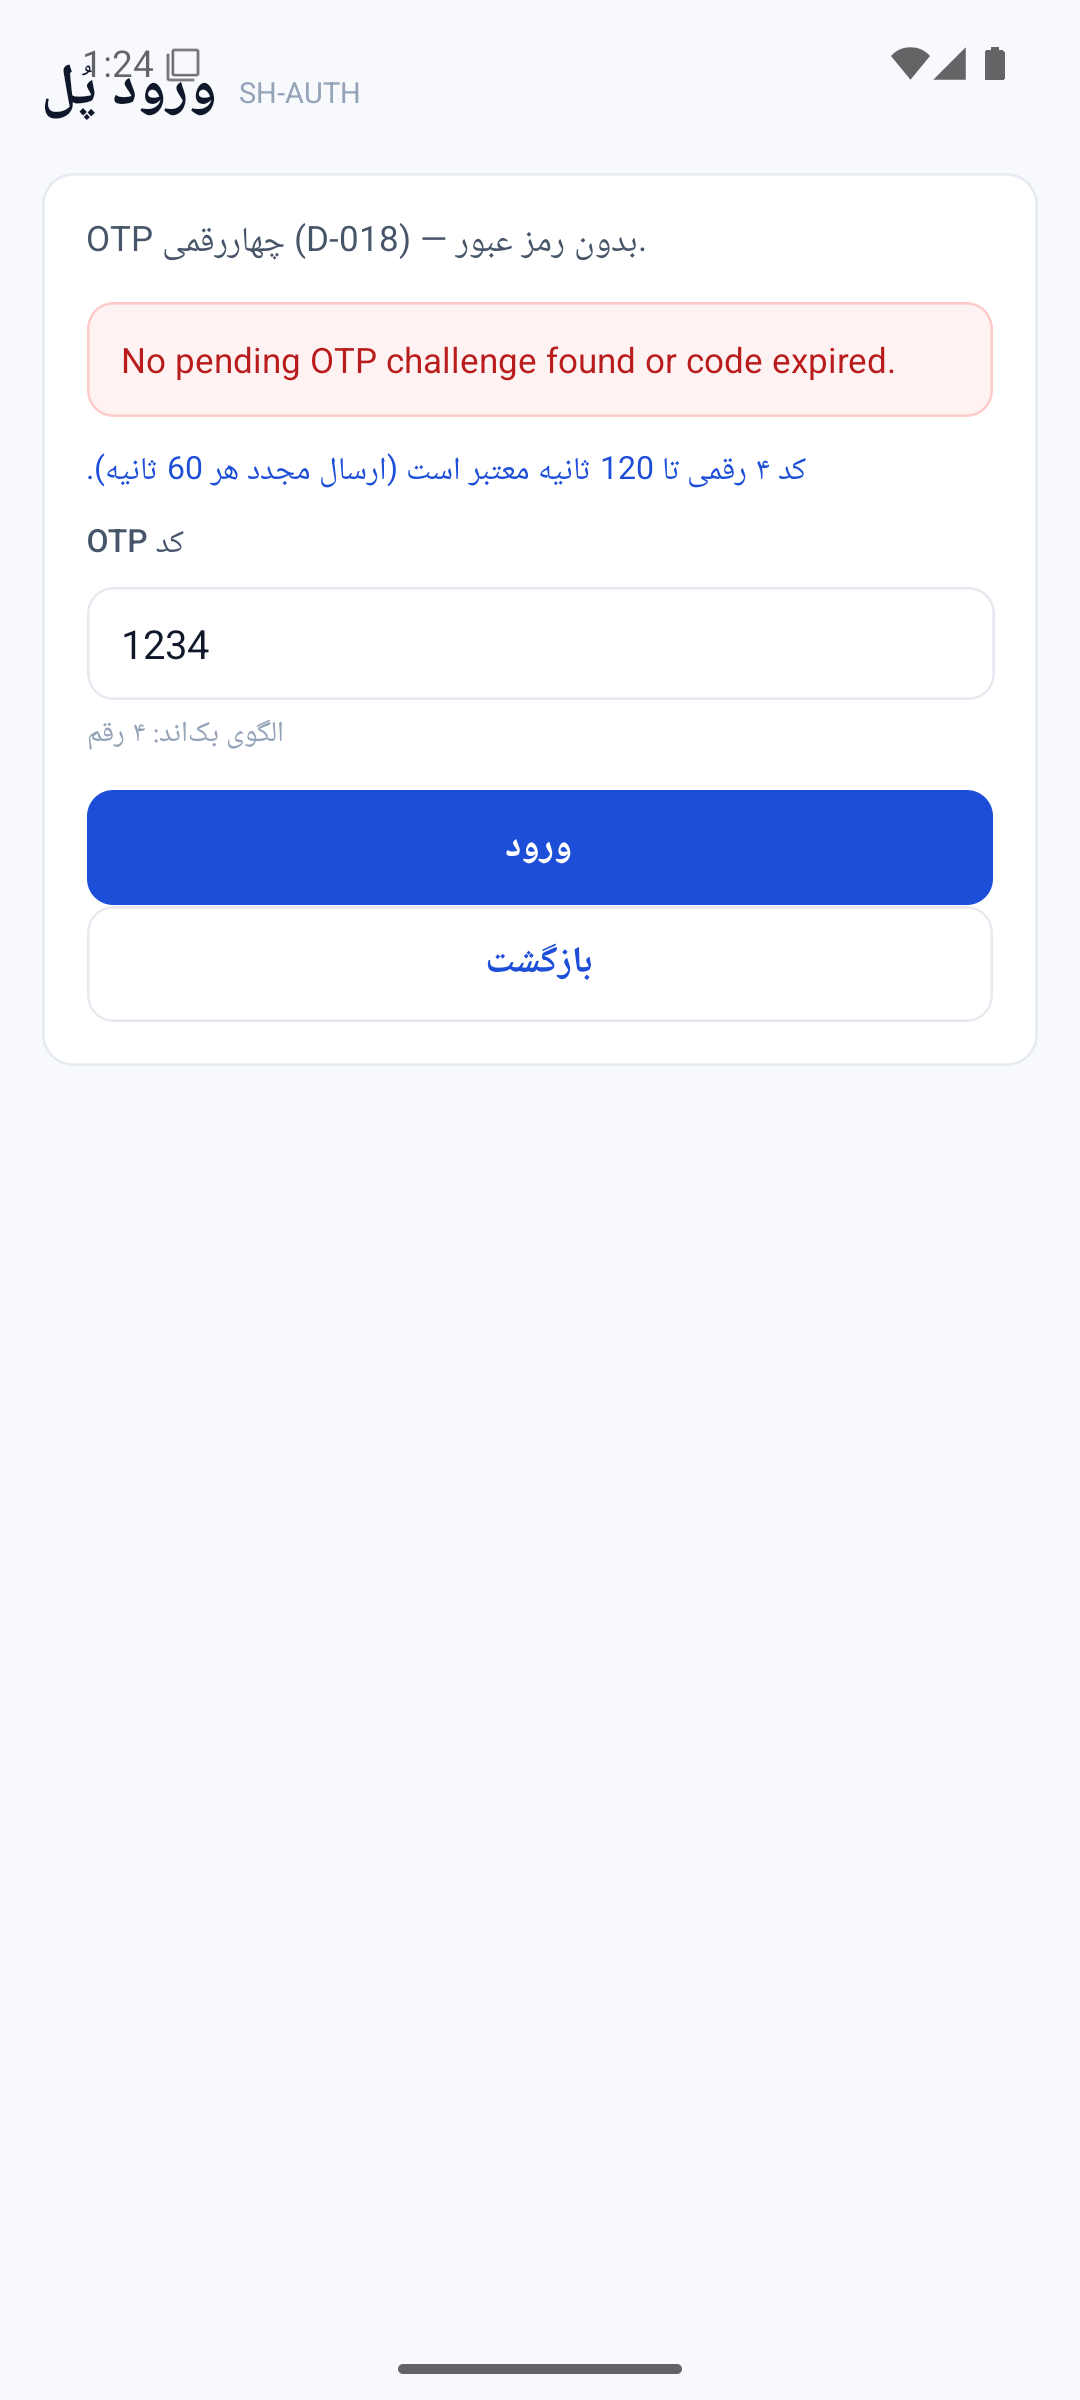 1:24
ورود پُل SH-AUTH
OTP چهاررقمی (D-018) — بدون رمز عبور.
No pending OTP challenge found or code expired.
کد ۴ رقمی تا 120 ثانیه معتبر است (ارسال مجدد هر 60 ثانیه).
کد OTP
1234
الگوی بک‌اند: ۴ رقم
ورود
بازگشت